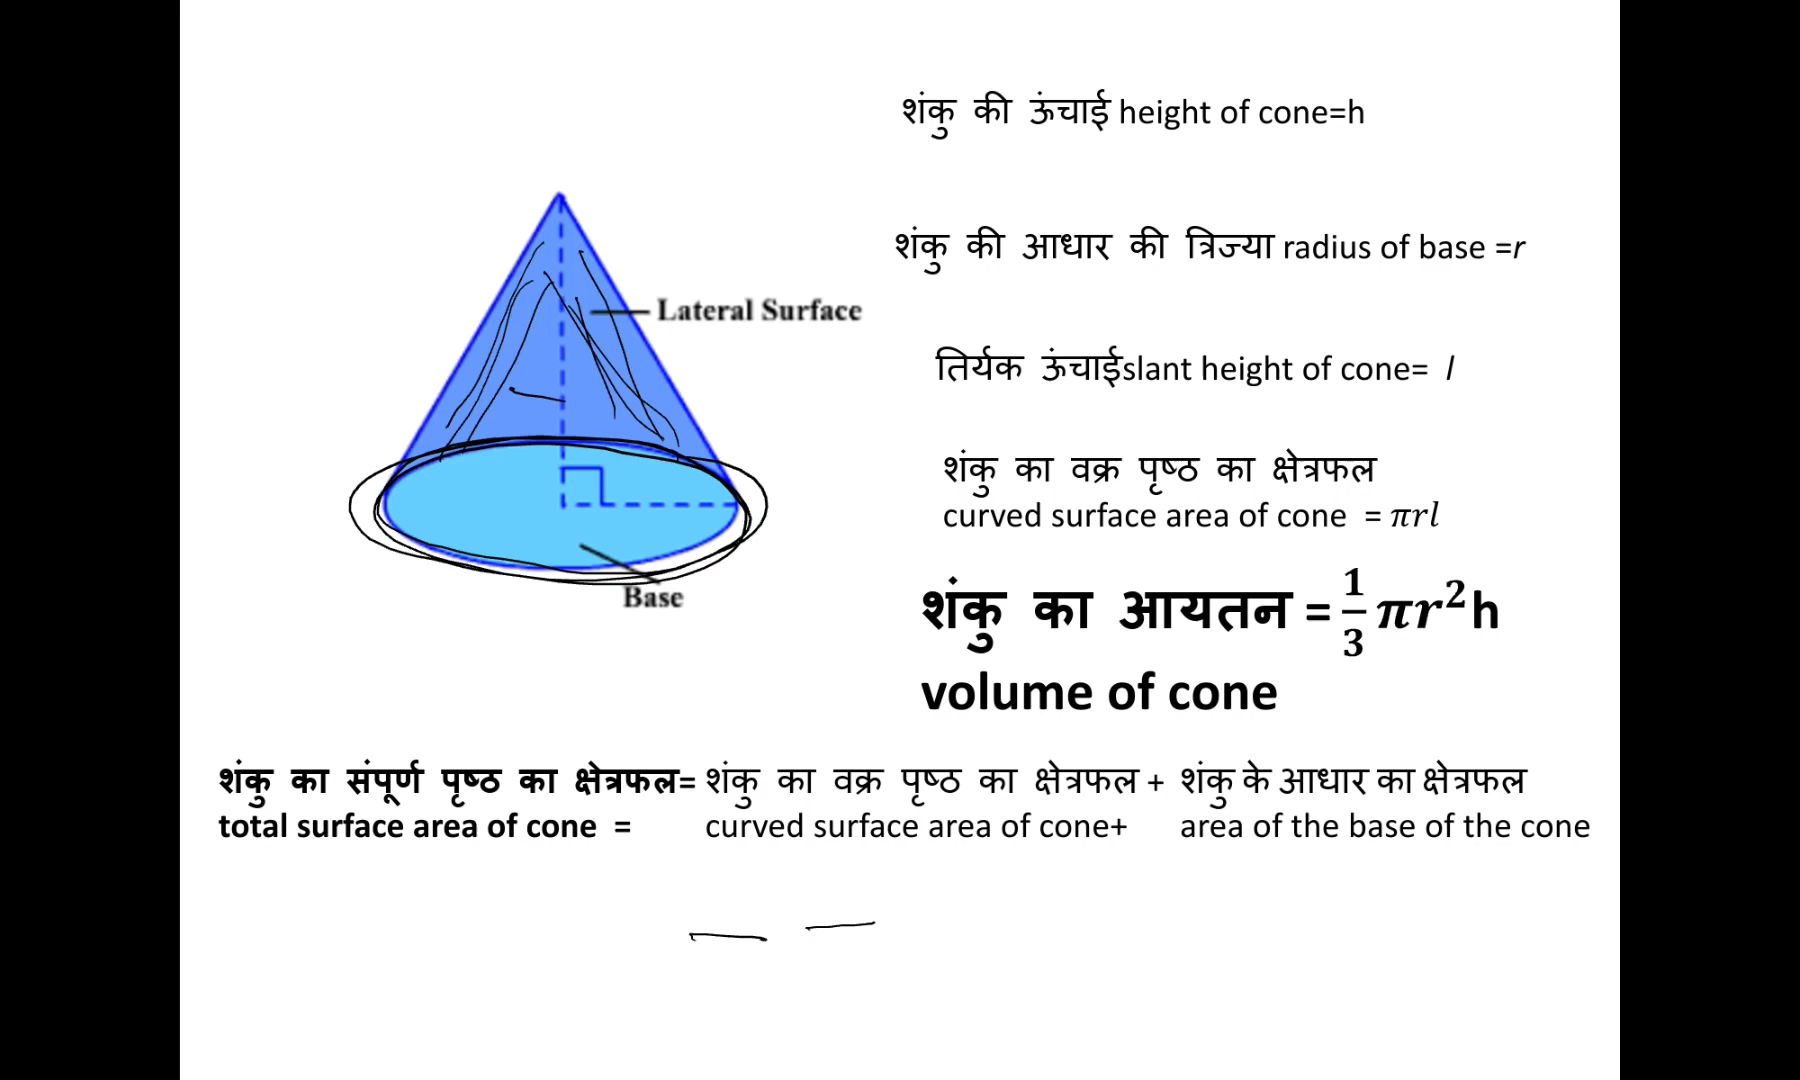 शंकु की ऊंचाई height of cone=h
शंकु की आधार की त्रिज्या radius of base =r
Lateral Surface
तिर्यक ऊंचाईslant height of cone= l
शंकु का वक्र पृष्ठ का क्षेत्रफल
curved surface area of cone = πrl
Base
शंकु का आयतन = 1/3 πr²h
volume of cone
शंकु का संपूर्ण पृष्ठ का क्षेत्रफल= शंकु का वक्र पृष्ठ का क्षेत्रफल + शंकु के आधार का क्षेत्रफल
total surface area of cone = curved surface area of cone+ area of the base of the cone